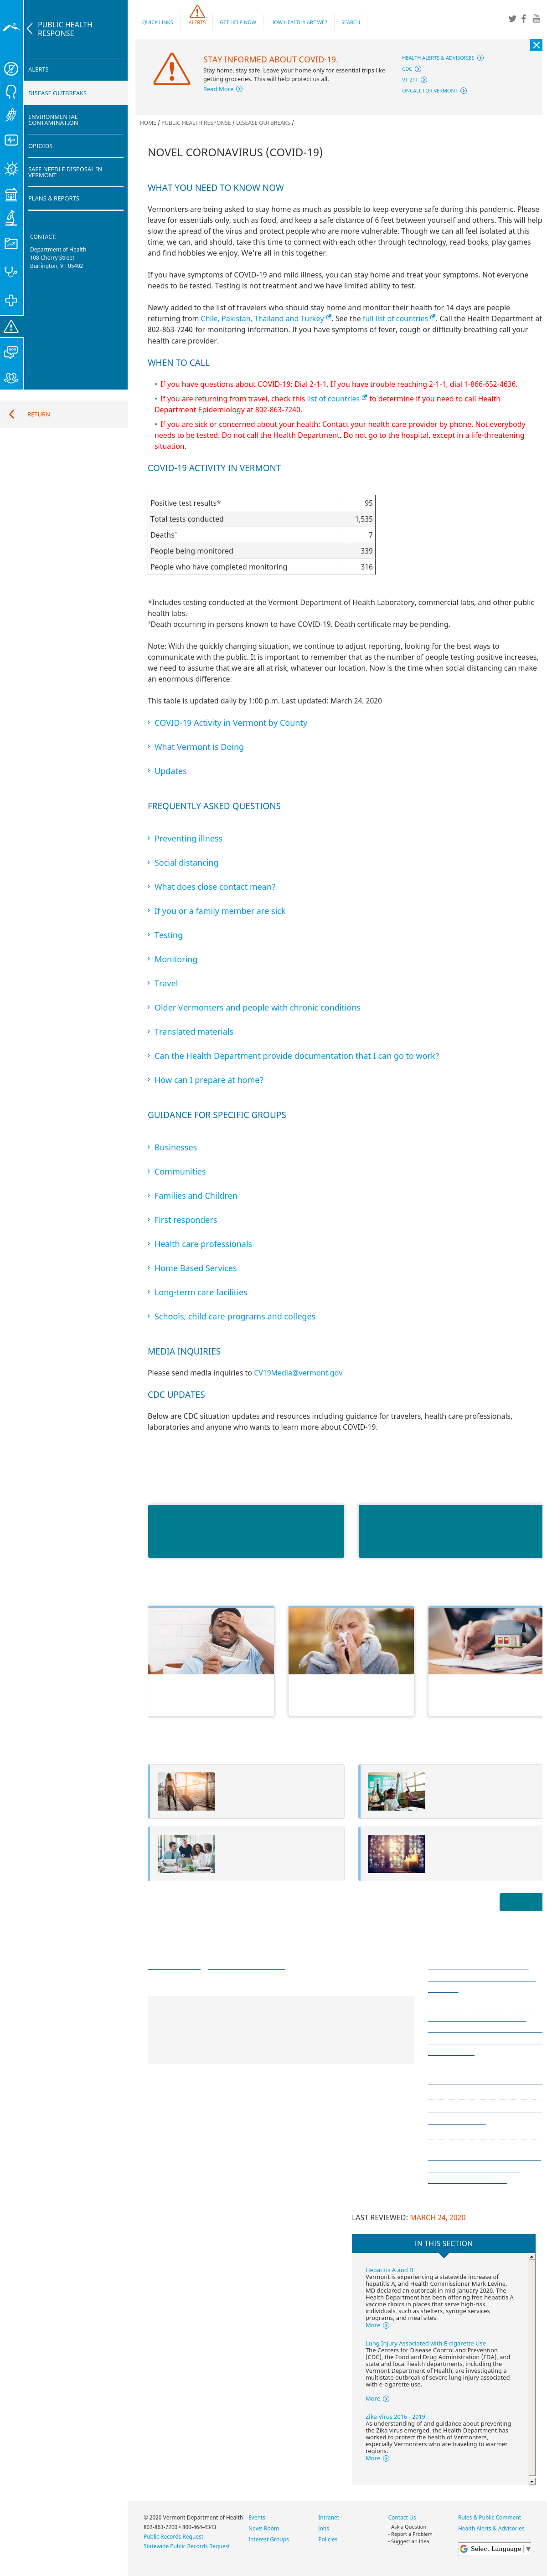 PUBLIC HEALTH
RESPONSE
ALERTS
DISEASE OUTBREAKS
ENVIRONMENTAL
CONTAMINATION
OPIOIDS
SAFE NEEDLE DISPOSAL IN
VERMONT
PLANS & REPORTS
CONTACT:
Department of Health
108 Cherry Street
Burlington, VT 05402
RETURN
QUICK LINKS
ALERTS
GET HELP NOW
HOW HEALTHY ARE WE?
SEARCH
STAY INFORMED ABOUT COVID-19.
Stay home, stay safe. Leave your home only for essential trips like
getting groceries. This will help protect us all.
Read More
HEALTH ALERTS & ADVISORIES
CDC
VT-211
ONCALL FOR VERMONT
HOME / PUBLIC HEALTH RESPONSE / DISEASE OUTBREAKS /
NOVEL CORONAVIRUS (COVID-19)
WHAT YOU NEED TO KNOW NOW
Vermonters are being asked to stay home as much as possible to keep everyone safe during this pandemic. Please
leave for essentials only, such as food, and keep a safe distance of 6 feet between yourself and others. This will help
slow the spread of the virus and protect people who are more vulnerable. Though we can all feel isolated at this
time, we can, and should, take this time to connect with each other through technology, read books, play games
and find hobbies we enjoy. We're all in this together.
If you have symptoms of COVID-19 and mild illness, you can stay home and treat your symptoms. Not everyone
needs to be tested. Testing is not treatment and we have limited ability to test.
Newly added to the list of travelers who should stay home and monitor their health for 14 days are people
returning from Chile, Pakistan, Thailand and Turkey. See the full list of countries. Call the Health Department at
802-863-7240 for monitoring information. If you have symptoms of fever, cough or difficulty breathing call your
health care provider.
WHEN TO CALL
• If you have questions about COVID-19: Dial 2-1-1. If you have trouble reaching 2-1-1, dial 1-866-652-4636.
• If you are returning from travel, check this list of countries to determine if you need to call Health
Department Epidemiology at 802-863-7240.
• If you are sick or concerned about your health: Contact your health care provider by phone. Not everybody
needs to be tested. Do not call the Health Department. Do not go to the hospital, except in a life-threatening
situation.
COVID-19 ACTIVITY IN VERMONT
Positive test results* 95
Total tests conducted 1,535
Deaths+ 7
People being monitored 339
People who have completed monitoring 316
*Includes testing conducted at the Vermont Department of Health Laboratory, commercial labs, and other public
health labs.
+Death occurring in persons known to have COVID-19. Death certificate may be pending.
Note: With the quickly changing situation, we continue to adjust reporting, looking for the best ways to
communicate with the public. It is important to remember that as the number of people testing positive increases,
we need to assume that we are all at risk, whatever our location. Now is the time when social distancing can make
an enormous difference.
This table is updated daily by 1:00 p.m. Last updated: March 24, 2020
COVID-19 Activity in Vermont by County
What Vermont is Doing
Updates
FREQUENTLY ASKED QUESTIONS
Preventing illness
Social distancing
What does close contact mean?
If you or a family member are sick
Testing
Monitoring
Travel
Older Vermonters and people with chronic conditions
Translated materials
Can the Health Department provide documentation that I can go to work?
How can I prepare at home?
GUIDANCE FOR SPECIFIC GROUPS
Businesses
Communities
Families and Children
First responders
Health care professionals
Home Based Services
Long-term care facilities
Schools, child care programs and colleges
MEDIA INQUIRIES
Please send media inquiries to CV19Media@vermont.gov
CDC UPDATES
Below are CDC situation updates and resources including guidance for travelers, health professionals,
laboratories and anyone who wants to learn more about COVID-19.
LAST REVIEWED: MARCH 24, 2020
IN THIS SECTION
Hepatitis A and B
Vermont is experiencing a statewide increase of
hepatitis A, and Health Commissioner Mark Levine,
MD declared an outbreak in mid-January 2020. The
Health Department has been offering free hepatitis A
vaccine clinics in places that serve high-risk
individuals, such as shelters, syringe services
programs, and meal sites.
More
Lung Injury Associated with E-cigarette Use
The Centers for Disease Control and Prevention
(CDC), the Food and Drug Administration (FDA), and
state and local health departments, including the
Vermont Department of Health, are investigating a
multistate outbreak of severe lung injury associated
with e-cigarette use.
More
Zika Virus 2016 - 2019
As understanding of and guidance about preventing
the Zika virus emerged, the Health Department has
worked to protect the health of Vermonters,
especially Vermonters who are traveling to warmer
regions.
More
© 2020 Vermont Department of Health
802-863-7200 • 800-464-4343
Public Records Request
Statewide Public Records Request
Events
News Room
Interest Groups
Intranet
Jobs
Policies
Contact Us
- Ask a Question
- Report a Problem
- Suggest an Idea
Rules & Public Comment
Health Alerts & Advisories
Select Language